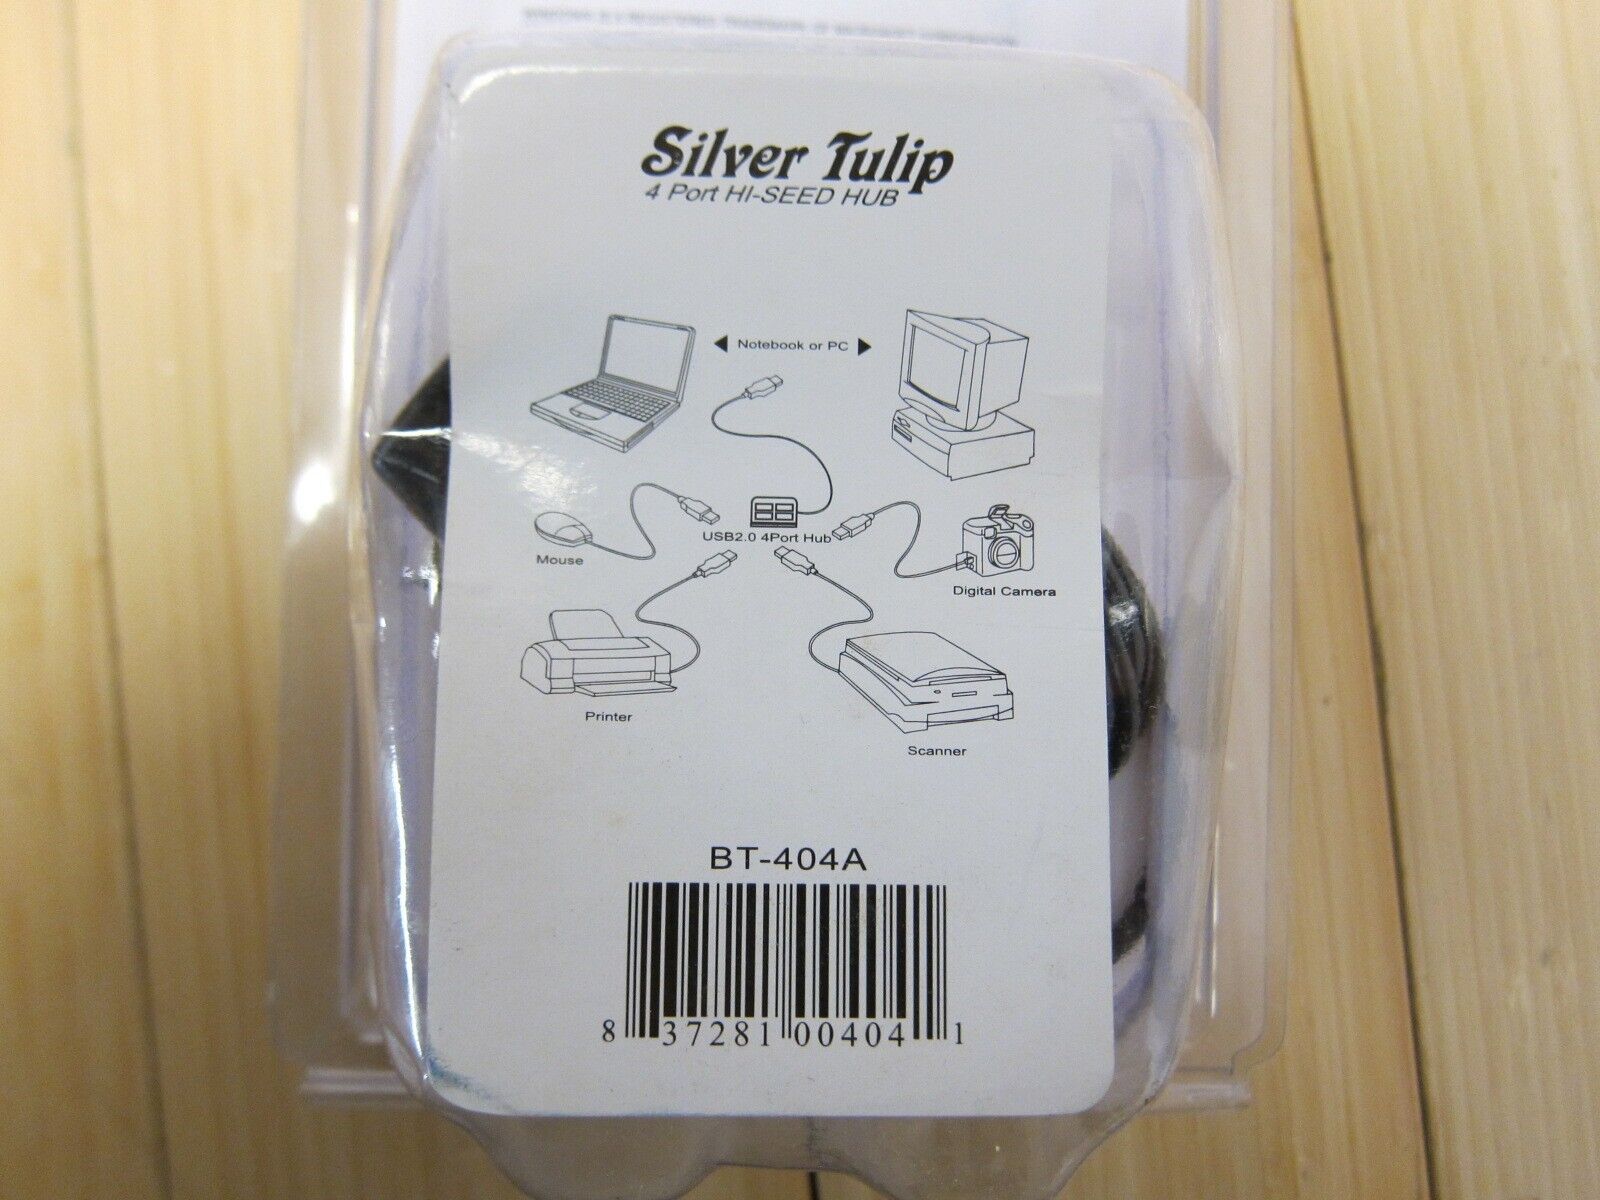 Silver Tulip
4 Port HI-SEED HUB
Notebook or PC
USB2.0 4Port Hub
Mouse
Digital Camera
Printer
Scanner
BT-404A
8 37281 00404 1